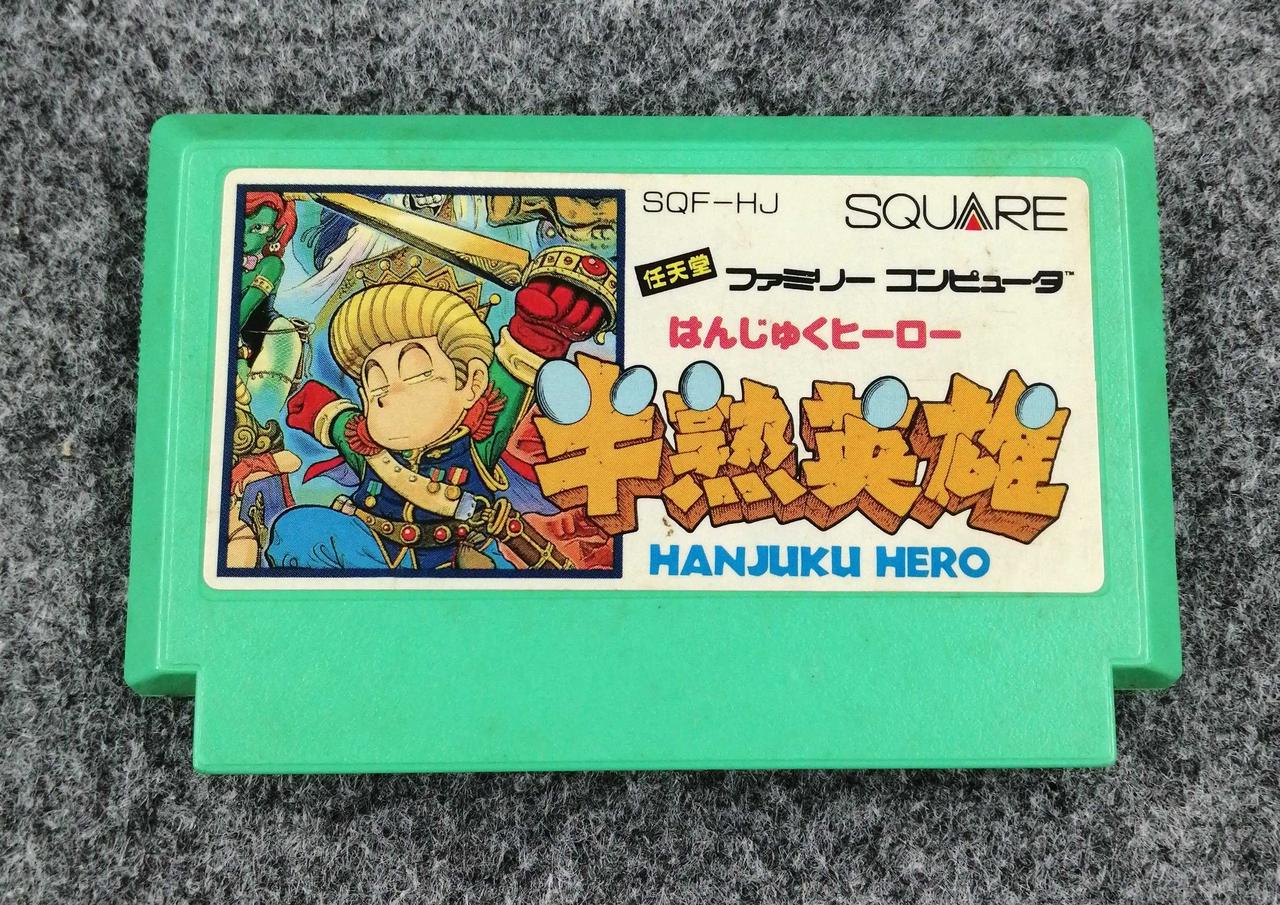 SQF-HJ SQUARE
任天堂 ファミリー コンピュータ™
はんじゅくヒーロー
半熟英雄
HANJUKU HERO